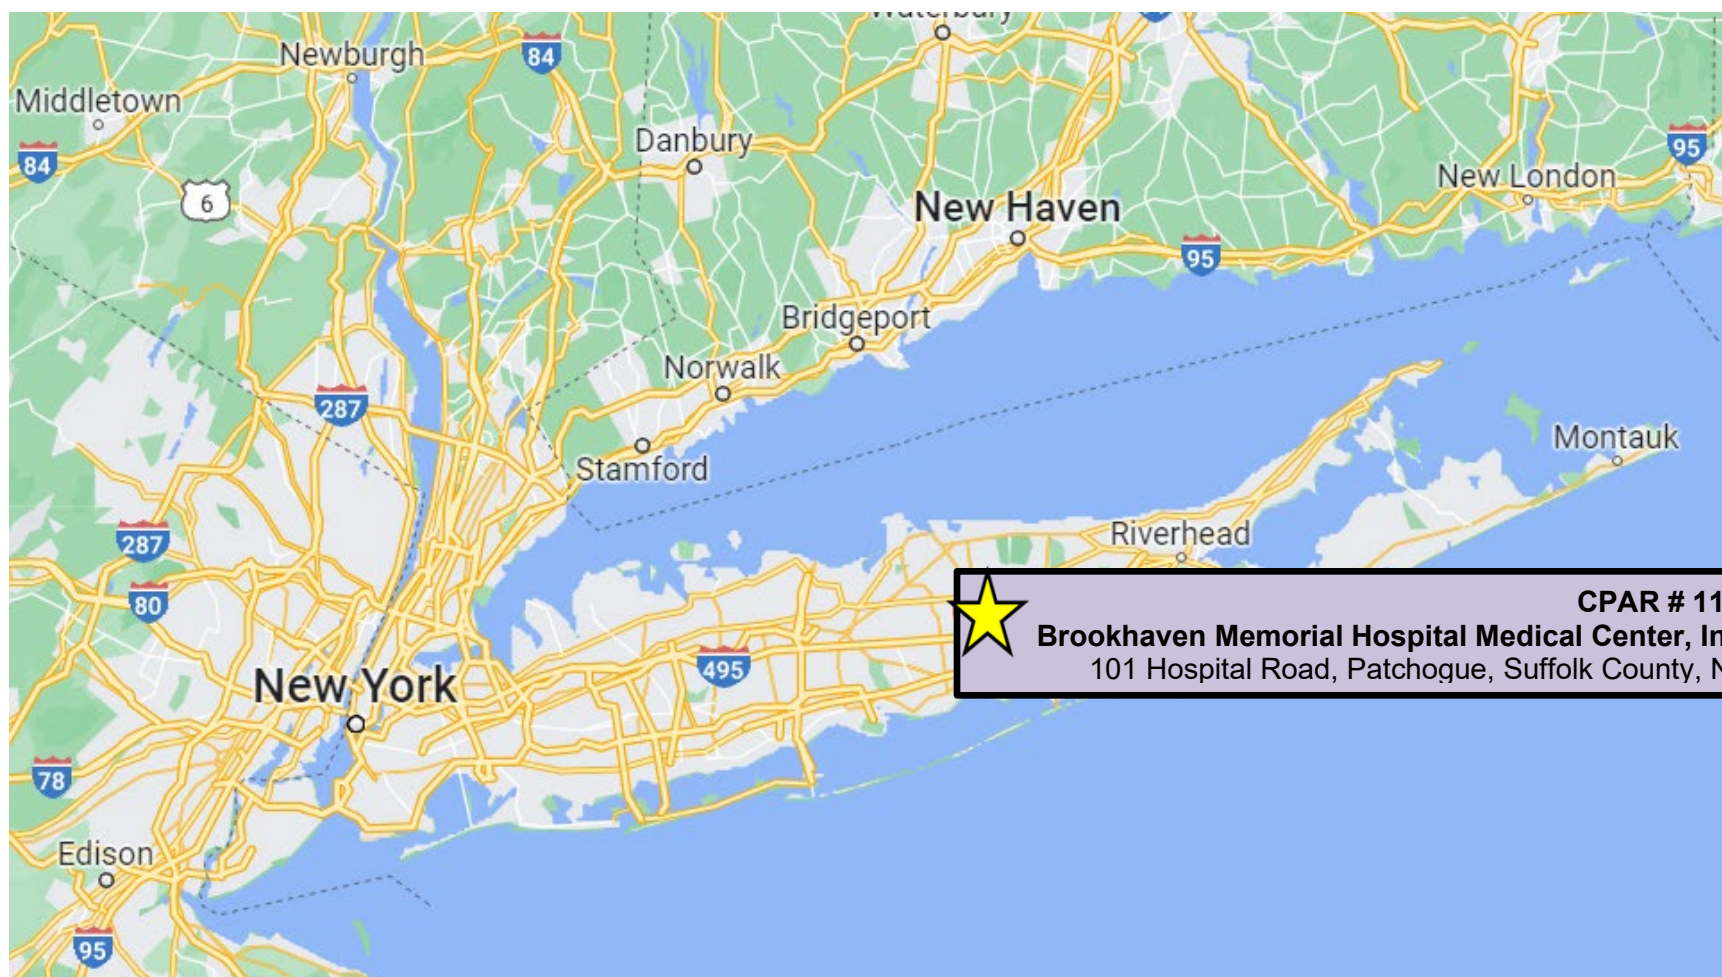 Waterbury
Newburgh
84
Middletown
Danbury
84
95
New London
6
New Haven
95
Bridgeport
Norwalk
287
Montauk
Stamford
Riverhead
287
80
CPAR # 11
Brookhaven Memorial Hospital Medical Center, In
101 Hospital Road, Patchogue, Suffolk County, N
495
New York
78
Edison
95